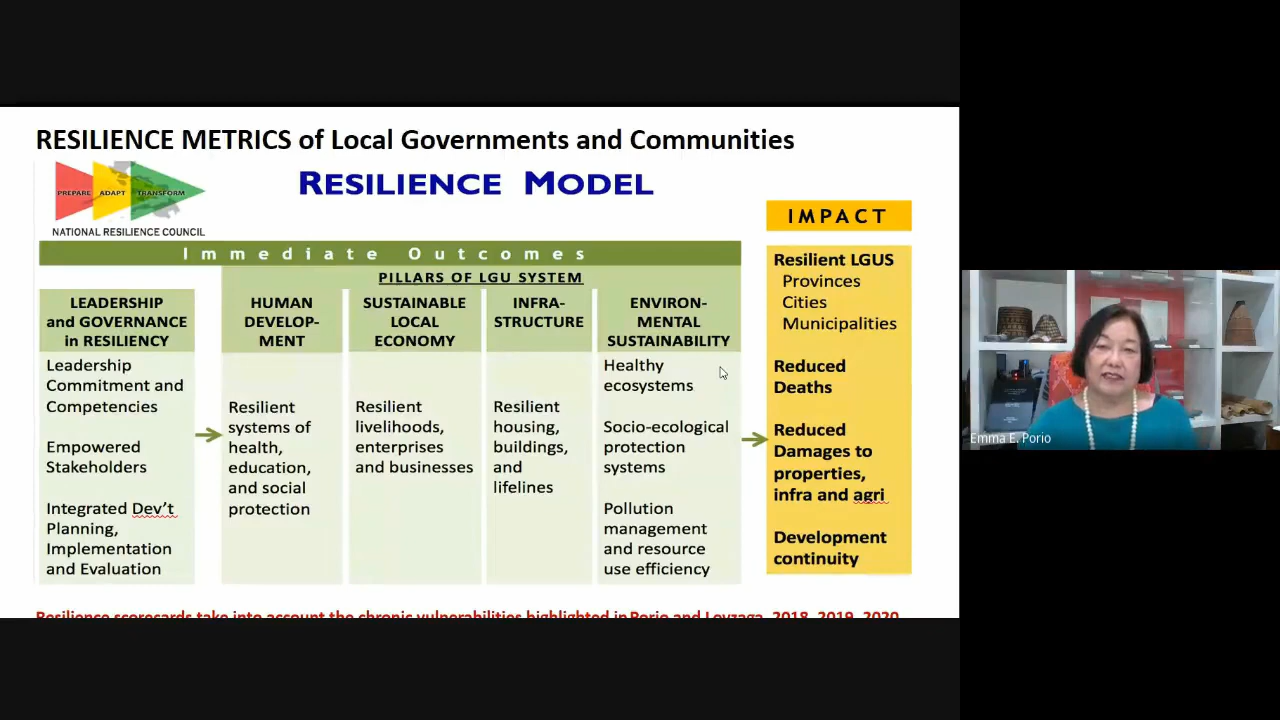 RESILIENCE METRICS of Local Governments and Communities
PREPARE ADAPT TRANSFORM
NATIONAL RESILIENCE COUNCIL
RESILIENCE MODEL
Immediate Outcomes
PILLARS OF LGU SYSTEM
LEADERSHIP
and GOVERNANCE
in RESILIENCY
Leadership
Commitment and
Competencies
Empowered
Stakeholders
Integrated Dev't
Planning,
Implementation
and Evaluation
HUMAN
DEVELOP-
MENT
Resilient
systems of
health,
education,
and social
protection
SUSTAINABLE
LOCAL
ECONOMY
Resilient
livelihoods,
enterprises
and businesses
INFRA-
STRUCTURE
Resilient
housing,
buildings,
and
lifelines
ENVIRON-
MENTAL
SUSTAINABILITY
Healthy
ecosystems
Socio-ecological
protection
systems
Pollution
management
and resource
use efficiency
IMPACT
Resilient LGUS
Provinces
Cities
Municipalities
Reduced
Deaths
Reduced
Damages to
properties,
infra and agri
Development
continuity
Resilience scorecards take into account the chronic vulnerabilities highlighted in Porio and Loyzaga, 2018, 2019, 2020
Emma E. Porio